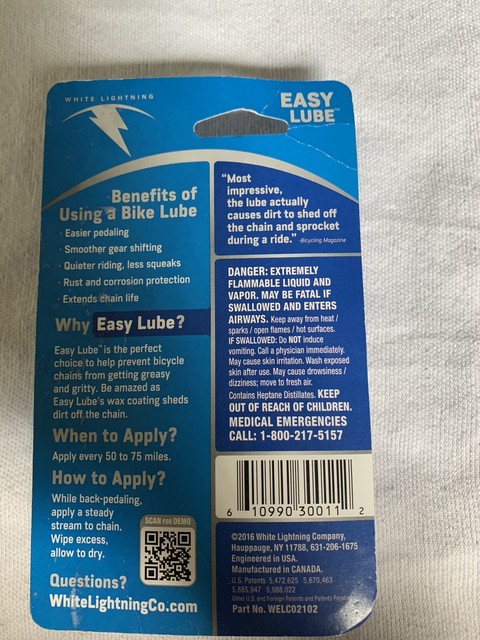 WHITE LIGHTNING
EASY
LUBE™
Benefits of
Using a Bike Lube
· Easier pedaling
· Smoother gear shifting
· Quieter riding, less squeaks
· Rust and corrosion protection
· Extends chain life
Why Easy Lube?
Easy Lube™ is the perfect
choice to help prevent bicycle
chains from getting greasy
and gritty. Be amazed as
Easy Lube's wax coating sheds
dirt off the chain.
When to Apply?
Apply every 50 to 75 miles.
How to Apply?
While back-pedaling,
apply a steady
stream to chain.
Wipe excess,
allow to dry.
SCAN FOR DEMO
Questions?
WhiteLightningCo.com
"Most
impressive,
the lube actually
causes dirt to shed off
the chain and sprocket
during a ride." -Bicycling Magazine
DANGER: EXTREMELY
FLAMMABLE LIQUID AND
VAPOR. MAY BE FATAL IF
SWALLOWED AND ENTERS
AIRWAYS. Keep away from heat /
sparks / open flames / hot surfaces.
IF SWALLOWED: Do NOT induce
vomiting. Call a physician immediately.
May cause skin irritation. Wash exposed
skin after use. May cause drowsiness /
dizziness; move to fresh air.
Contains Heptane Distillates. KEEP
OUT OF REACH OF CHILDREN.
MEDICAL EMERGENCIES
CALL: 1-800-217-5157
6 10990 30011 2
©2016 White Lightning Company,
Hauppauge, NY 11788, 631-206-1675
Engineered in USA.
Manufactured in CANADA.
U.S. Patents 5,472,625 5,670,463
5,885,947 5,988,022
Other U.S. and Foreign Patents and Patents Pending
Part No. WELC02102